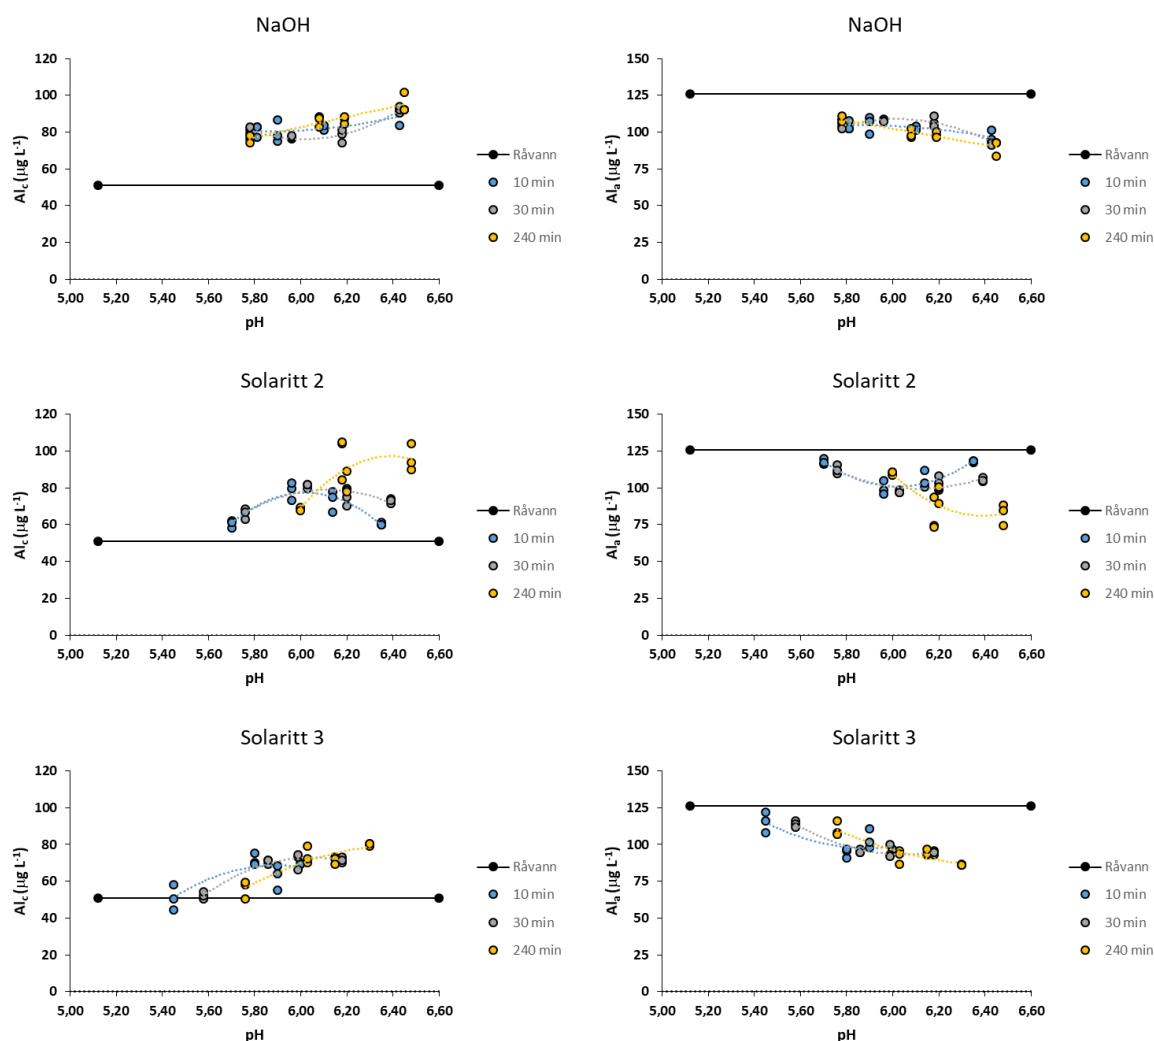 NaOH
120
100
80
60
40
20
0
5,00 5,20 5,40 5,60 5,80 6,00 6,20 6,40 6,60
pH
Al_c (µg L⁻¹)
Råvann
10 min
30 min
240 min
NaOH
150
125
100
75
50
25
0
5,00 5,20 5,40 5,60 5,80 6,00 6,20 6,40 6,60
pH
Al_a (µg L⁻¹)
Råvann
10 min
30 min
240 min
Solaritt 2
120
100
80
60
40
20
0
5,00 5,20 5,40 5,60 5,80 6,00 6,20 6,40 6,60
pH
Al_c (µg L⁻¹)
Råvann
10 min
30 min
240 min
Solaritt 2
150
125
100
75
50
25
0
5,00 5,20 5,40 5,60 5,80 6,00 6,20 6,40 6,60
pH
Al_a (µg L⁻¹)
Råvann
10 min
30 min
240 min
Solaritt 3
120
100
80
60
40
20
0
5,00 5,20 5,40 5,60 5,80 6,00 6,20 6,40 6,60
pH
Al_c (µg L⁻¹)
Råvann
10 min
30 min
240 min
Solaritt 3
150
125
100
75
50
25
0
5,00 5,20 5,40 5,60 5,80 6,00 6,20 6,40 6,60
pH
Al_a (µg L⁻¹)
Råvann
10 min
30 min
240 min